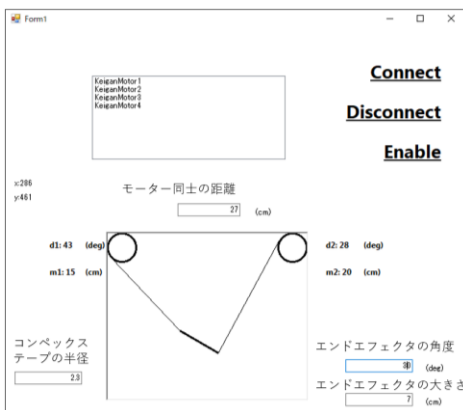 Form1
Connect
KeiganMotor1
KeiganMotor2
KeiganMotor3
KeiganMotor4
Disconnect
Enable
x:286
y:461
モーター同士の距離
27 (cm)
d1: 43 (deg)
d2: 28 (deg)
m1: 15 (cm)
m2: 20 (cm)
コンベックス
テープの半径
2.9
エンドエフェクタの角度
(deg)
エンドエフェクタの大きさ
7 (cm)